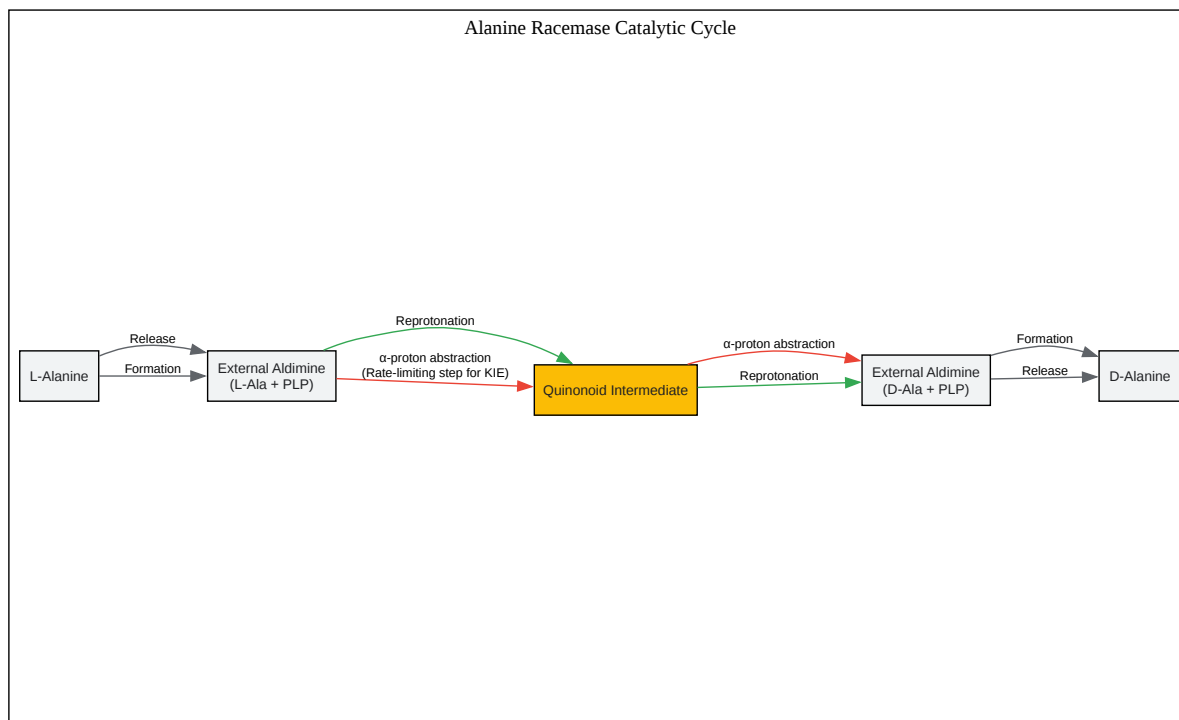 Alanine Racemase Catalytic Cycle
L-Alanine
Release
Formation
External Aldimine
(L-Ala + PLP)
Reprotonation
α-proton abstraction
(Rate-limiting step for KIE)
Quinonoid Intermediate
α-proton abstraction
Reprotonation
External Aldimine
(D-Ala + PLP)
Formation
Release
D-Alanine